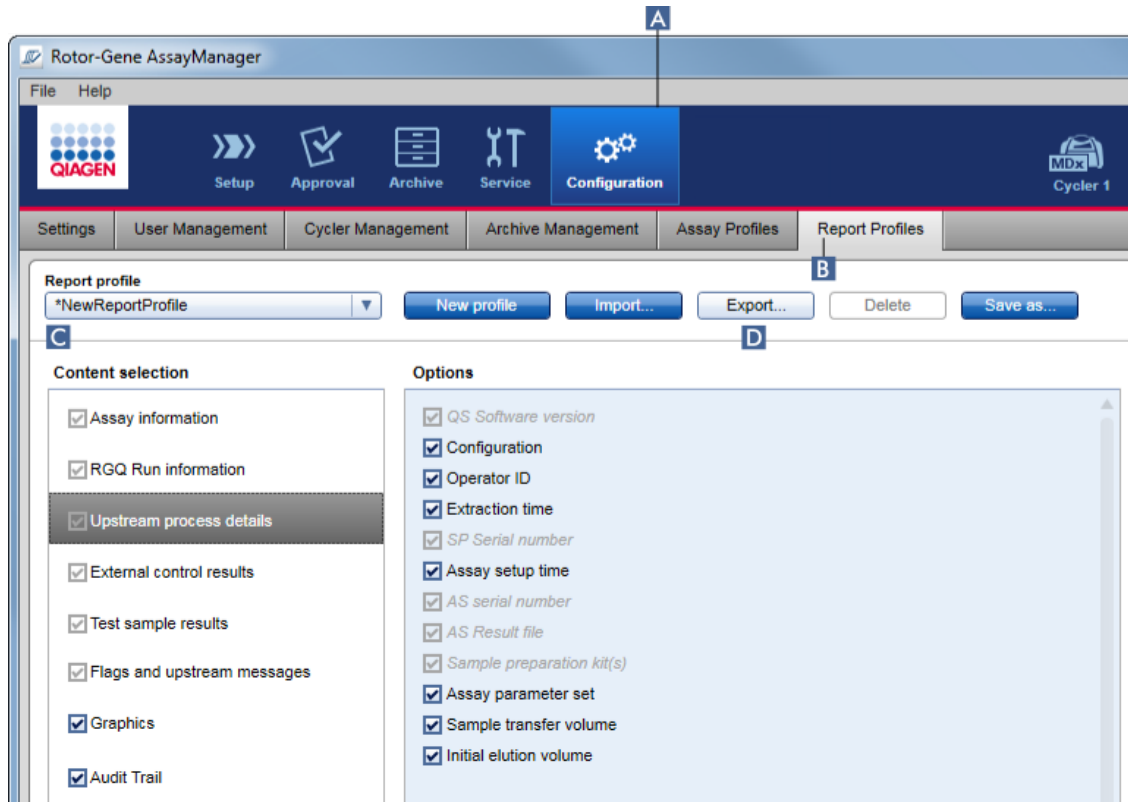 A
Rotor-Gene AssayManager
File Help
QIAGEN
Setup Approval Archive Service Configuration MDx Cycler 1
Settings User Management Cycler Management Archive Management Assay Profiles Report Profiles
B
Report profile
*NewReportProfile New profile Import... Export... Delete Save as...
C D
Content selection Options
Assay information
RGQ Run information
Upstream process details
External control results
Test sample results
Flags and upstream messages
Graphics
Audit Trail
QS Software version
Configuration
Operator ID
Extraction time
SP Serial number
Assay setup time
AS serial number
AS Result file
Sample preparation kit(s)
Assay parameter set
Sample transfer volume
Initial elution volume